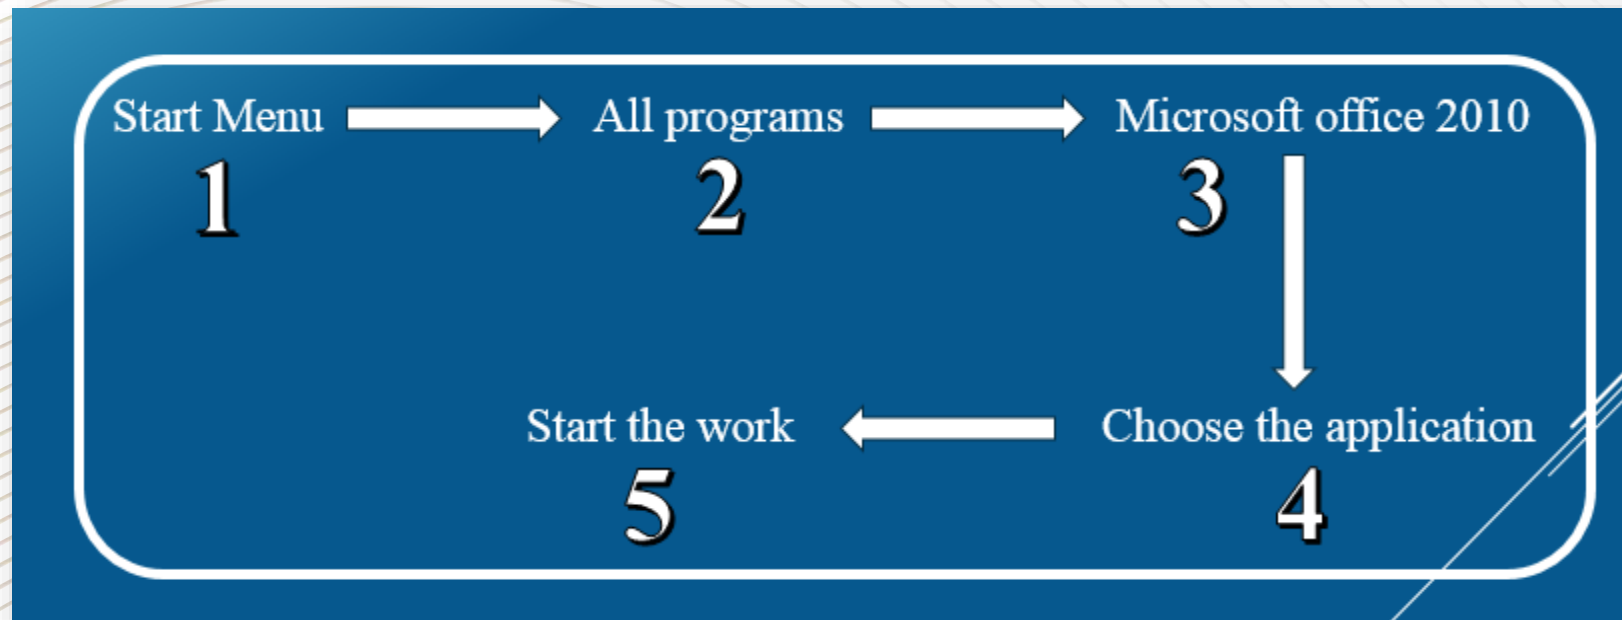 Start Menu
All programs
Microsoft office 2010
1
2
3
Start the work
Choose the application
5
4